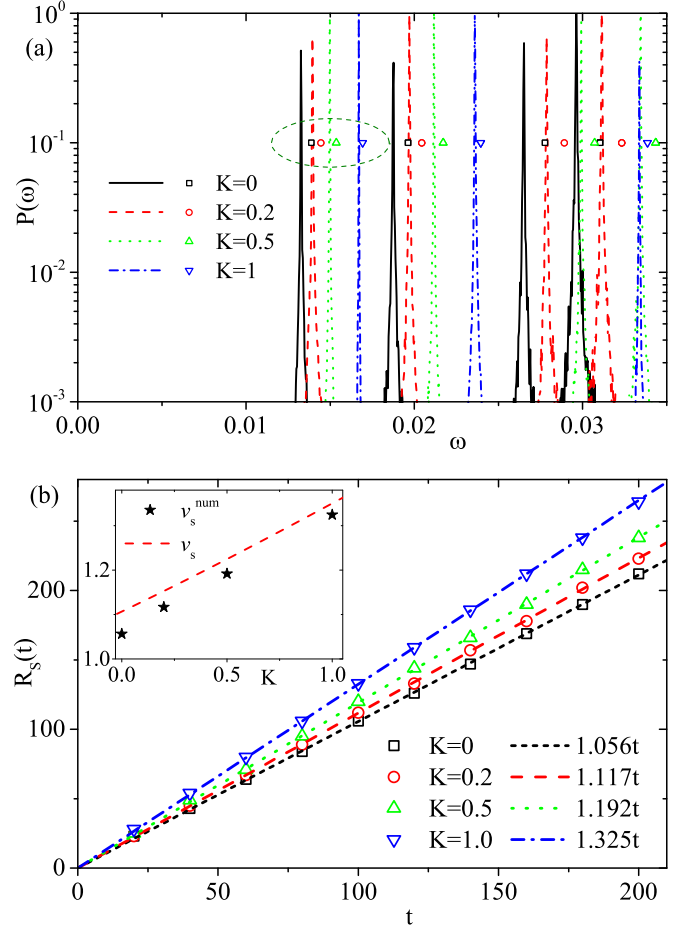 (a)
P(ω)
10⁰
10⁻¹
10⁻²
10⁻³
K=0
K=0.2
K=0.5
K=1
0.00 0.01 0.02 0.03
ω
(b)
R_s(t)
200
100
0
1.2
1.0
v_s^num
v_s
0.0 0.5 1.0
K
K=0 1.056t
K=0.2 1.117t
K=0.5 1.192t
K=1.0 1.325t
0 50 100 150 200
t